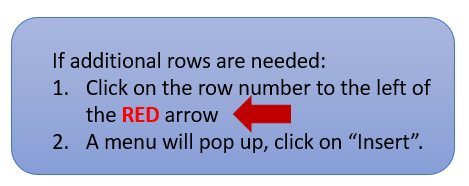 If additional rows are needed:
1. Click on the row number to the left of
the RED arrow
2. A menu will pop up, click on “Insert”.